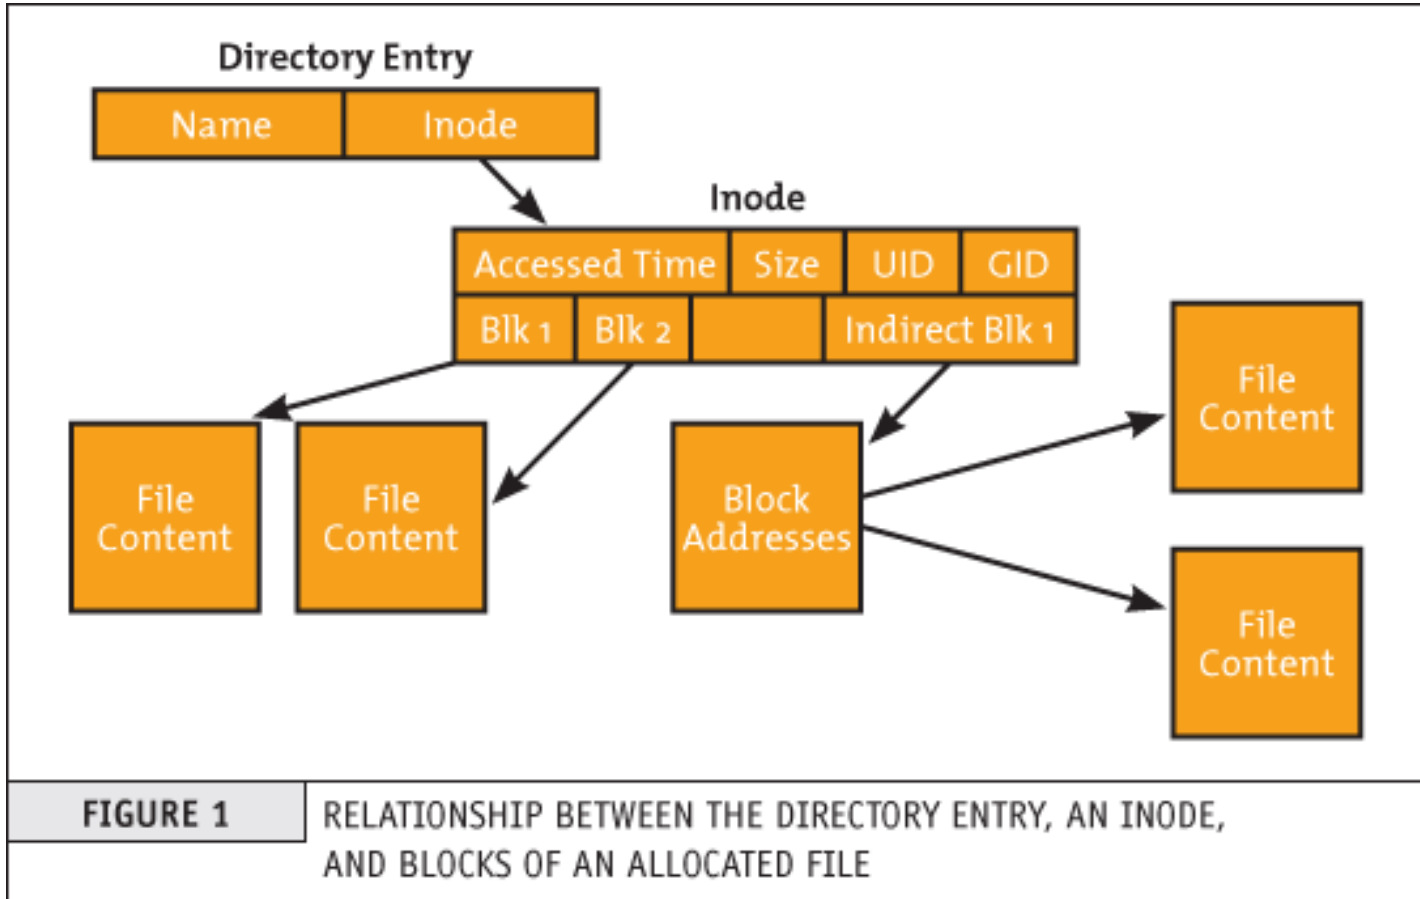 Directory Entry
Name Inode
Inode
Accessed Time Size UID GID
Blk 1 Blk 2 Indirect Blk 1
File
Content
File
Content
Block
Addresses
File
Content
File
Content
FIGURE 1
RELATIONSHIP BETWEEN THE DIRECTORY ENTRY, AN INODE,
AND BLOCKS OF AN ALLOCATED FILE